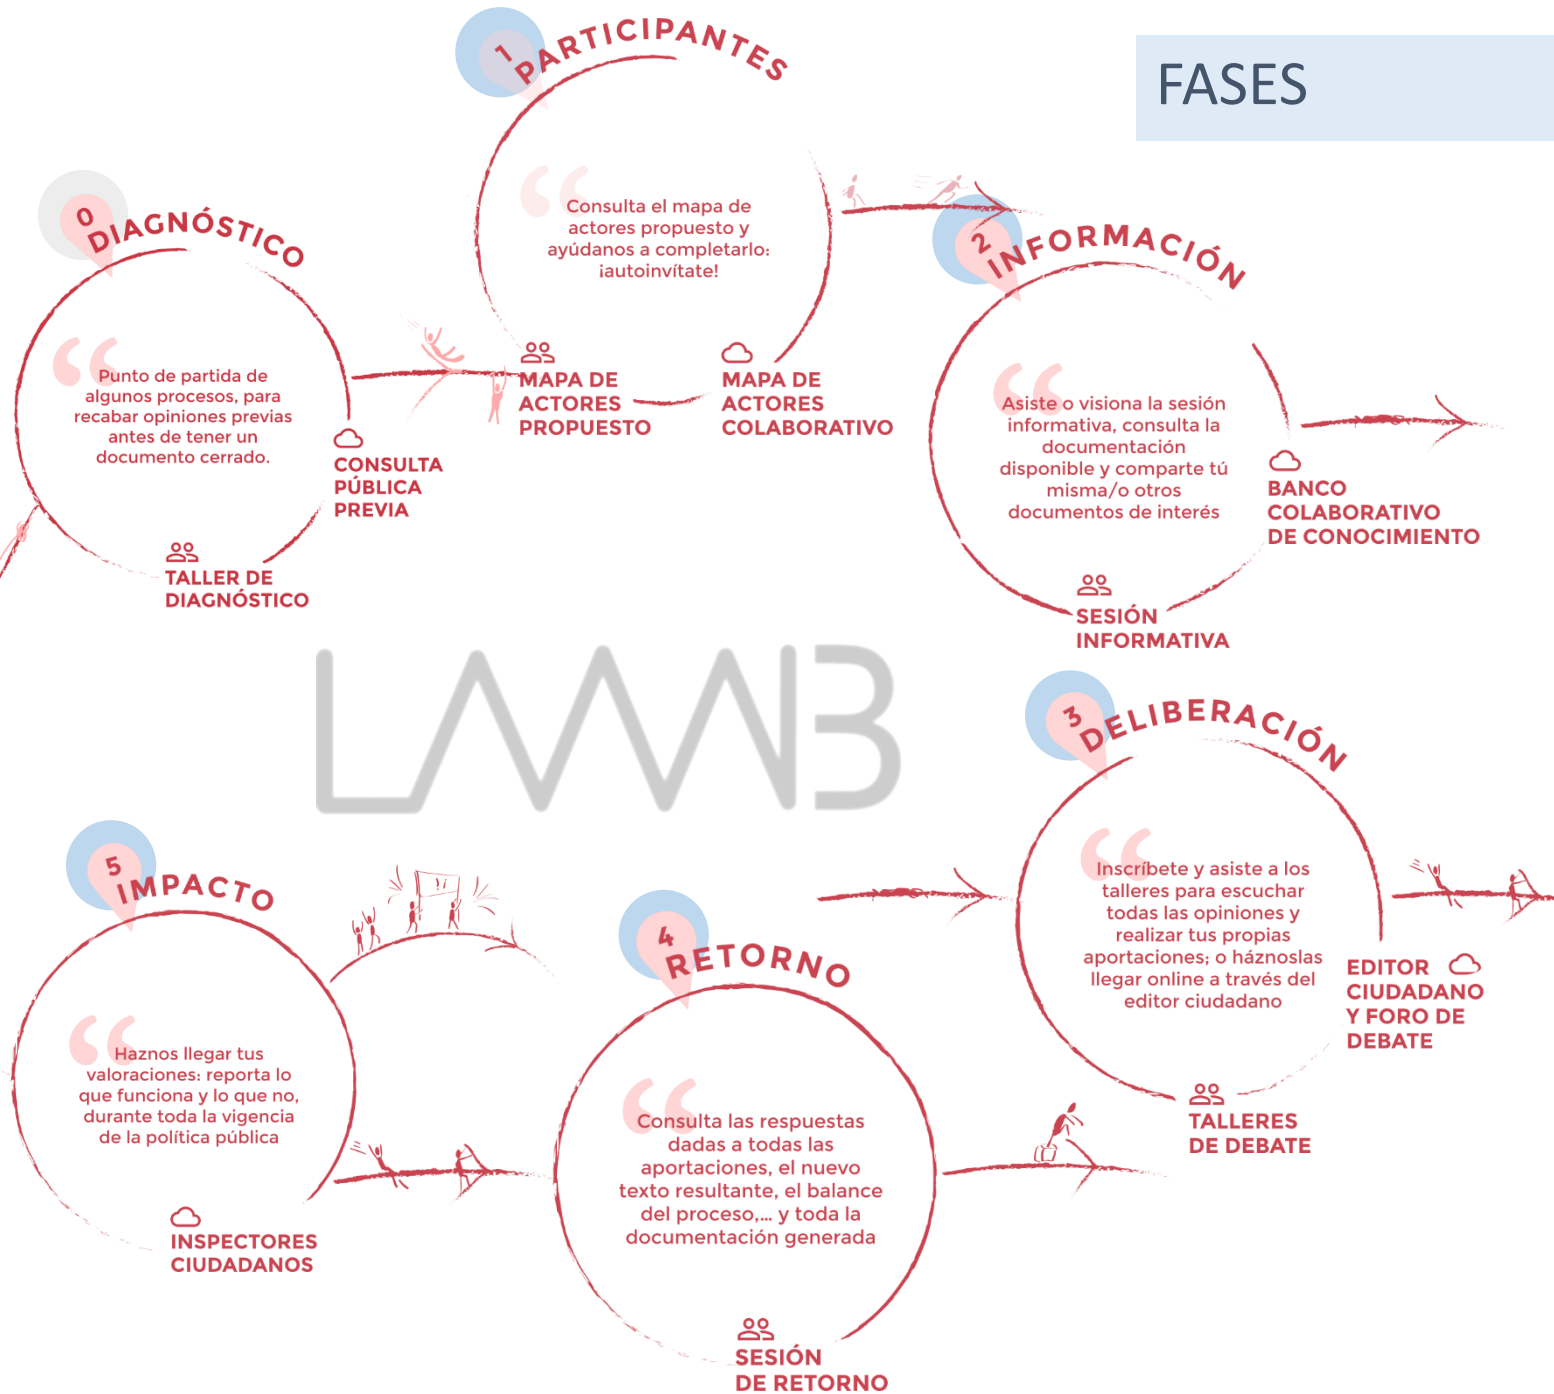 FASES
0
DIAGNÓSTICO
Punto de partida de
algunos procesos, para
recabar opiniones previas
antes de tener un
documento cerrado.
CONSULTA
PÚBLICA
PREVIA
TALLER DE
DIAGNÓSTICO
1
PARTICIPANTES
Consulta el mapa de
actores propuesto y
ayúdanos a completarlo:
¡autoinvítate!
MAPA DE
ACTORES
PROPUESTO
MAPA DE
ACTORES
COLABORATIVO
2
INFORMACIÓN
Asiste o visiona la sesión
informativa, consulta la
documentación
disponible y comparte tú
misma/o otros
documentos de interés
BANCO
COLABORATIVO
DE CONOCIMIENTO
SESIÓN
INFORMATIVA
LAAAB
3
DELIBERACIÓN
Inscríbete y asiste a los
talleres para escuchar
todas las opiniones y
realizar tus propias
aportaciones; o háznoslas
llegar online a través del
editor ciudadano
EDITOR
CIUDADANO
Y FORO DE
DEBATE
TALLERES
DE DEBATE
4
RETORNO
Consulta las respuestas
dadas a todas las
aportaciones, el nuevo
texto resultante, el balance
del proceso,... y toda la
documentación generada
SESIÓN
DE RETORNO
5
IMPACTO
Haznos llegar tus
valoraciones: reporta lo
que funciona y lo que no,
durante toda la vigencia
de la política pública
INSPECTORES
CIUDADANOS